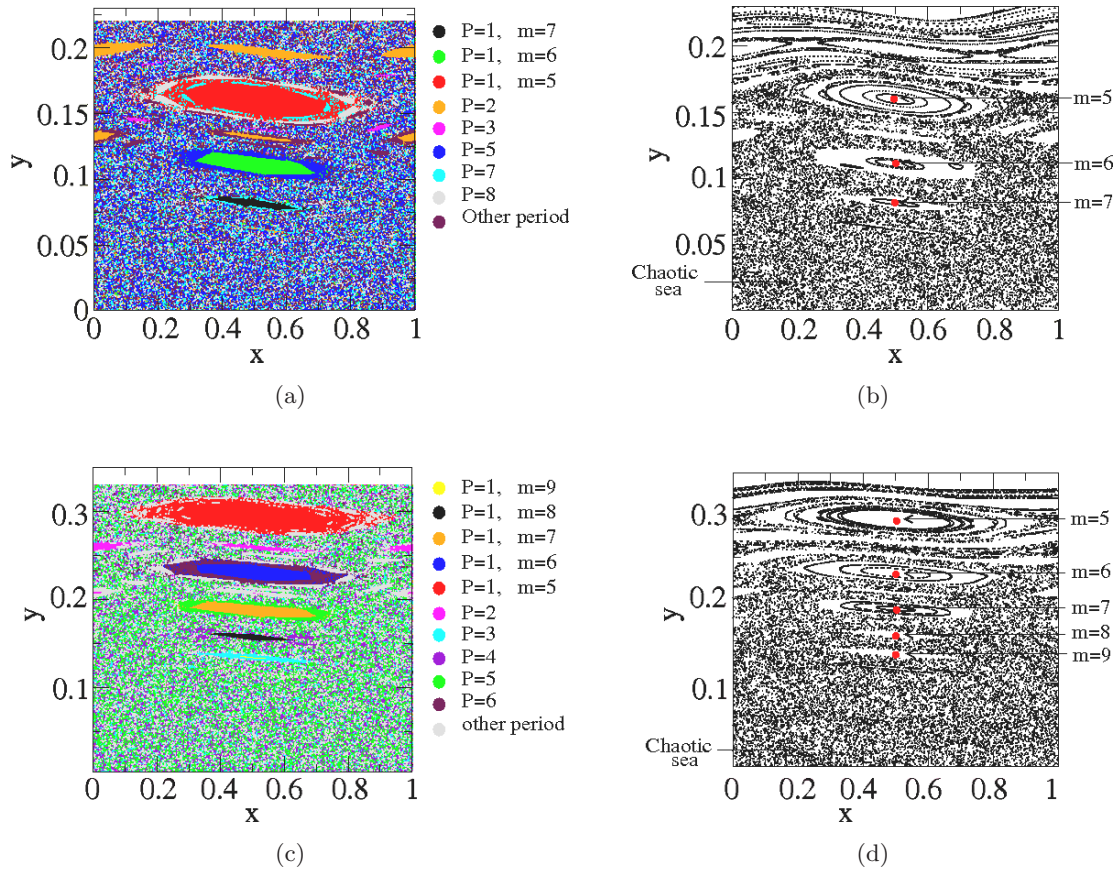 0.2
0.15
0.1
0.05
0
y
0 0.2 0.4 0.6 0.8 1
x
P=1, m=7
P=1, m=6
P=1, m=5
P=2
P=3
P=5
P=7
P=8
Other period
(a)
0.2
0.15
0.1
0.05
y
Chaotic
sea
0 0.2 0.4 0.6 0.8 1
x
m=5
m=6
m=7
(b)
0.3
0.2
0.1
y
0 0.2 0.4 0.6 0.8 1
x
P=1, m=9
P=1, m=8
P=1, m=7
P=1, m=6
P=1, m=5
P=2
P=3
P=4
P=5
P=6
other period
(c)
0.3
0.2
0.1
y
Chaotic
sea
0 0.2 0.4 0.6 0.8 1
x
m=5
m=6
m=7
m=8
m=9
(d)